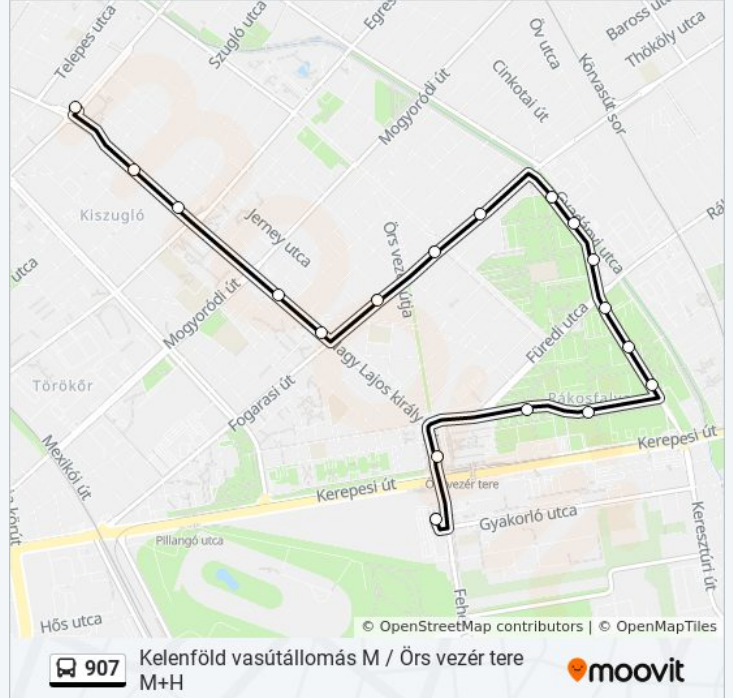 Telepes utca
Szugló utca
Egres
Öv utca
Baross
Thököly utca
Cinkotai út
Körvasút sor
Mogyoródi út
Kiszugló
Jerney utca
Örs vezér útja
Gvadányi utca
utca
Mogyoródi út
Nagy Lajos király
Füredi utca
Törökőr
Fogarasi út
Rákosfalva
Mexikói út
Kerepesi út
Kerepesi út
Örs vezér tere
Gyakorló utca
Keresztúri út
Pillangó utca
körút
Hős utca
© OpenStreetMap contributors | © OpenMapTiles
907
Kelenföld vasútállomás M / Örs vezér tere
M+H
moovit